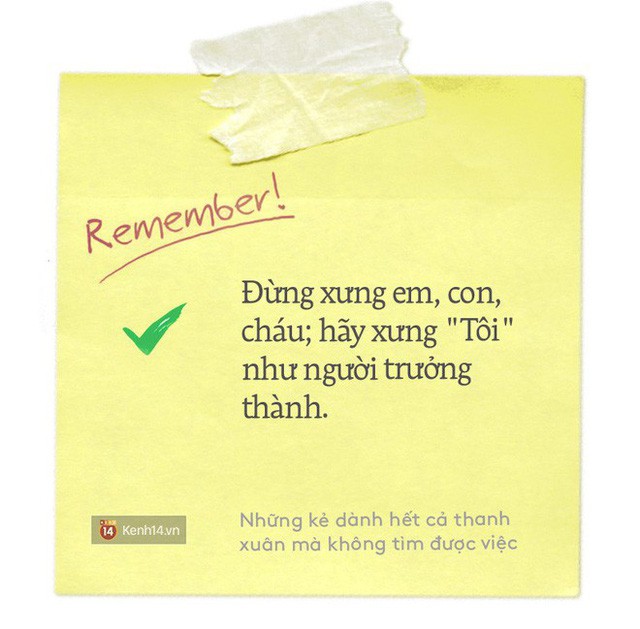 Remember!
Đừng xưng em, con,
cháu; hãy xưng "Tôi"
như người trưởng
thành.
14 Kenh14.vn
Những kẻ dành hết cả thanh
xuân mà không tìm được việc